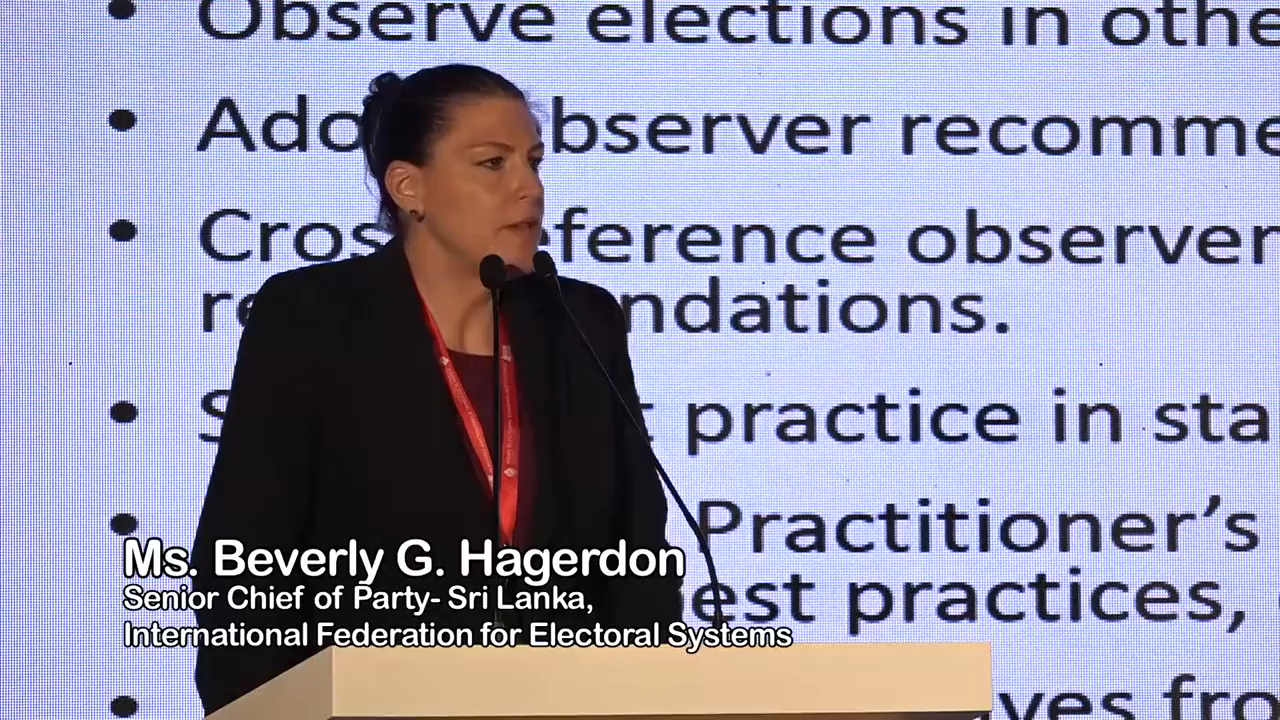 Observe elections in othe
• Ado bserver recomme
• Cros ference observer
re ndations.
• S t practice in sta
• Practitioner's
est practices,
• ves fro
Ms. Beverly G. Hagerdon
Senior Chief of Party- Sri Lanka,
International Federation for Electoral Systems